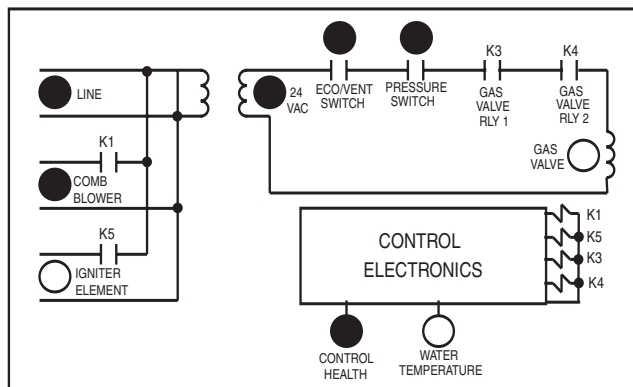 LINE
K1
COMB
BLOWER
K5
IGNITER
ELEMENT
24
VAC
ECO/VENT
SWITCH
PRESSURE
SWITCH
K3
GAS
VALVE
RLY 1
K4
GAS
VALVE
RLY 2
GAS
VALVE
CONTROL
ELECTRONICS
K1
K5
K3
K4
CONTROL
HEALTH
WATER
TEMPERATURE